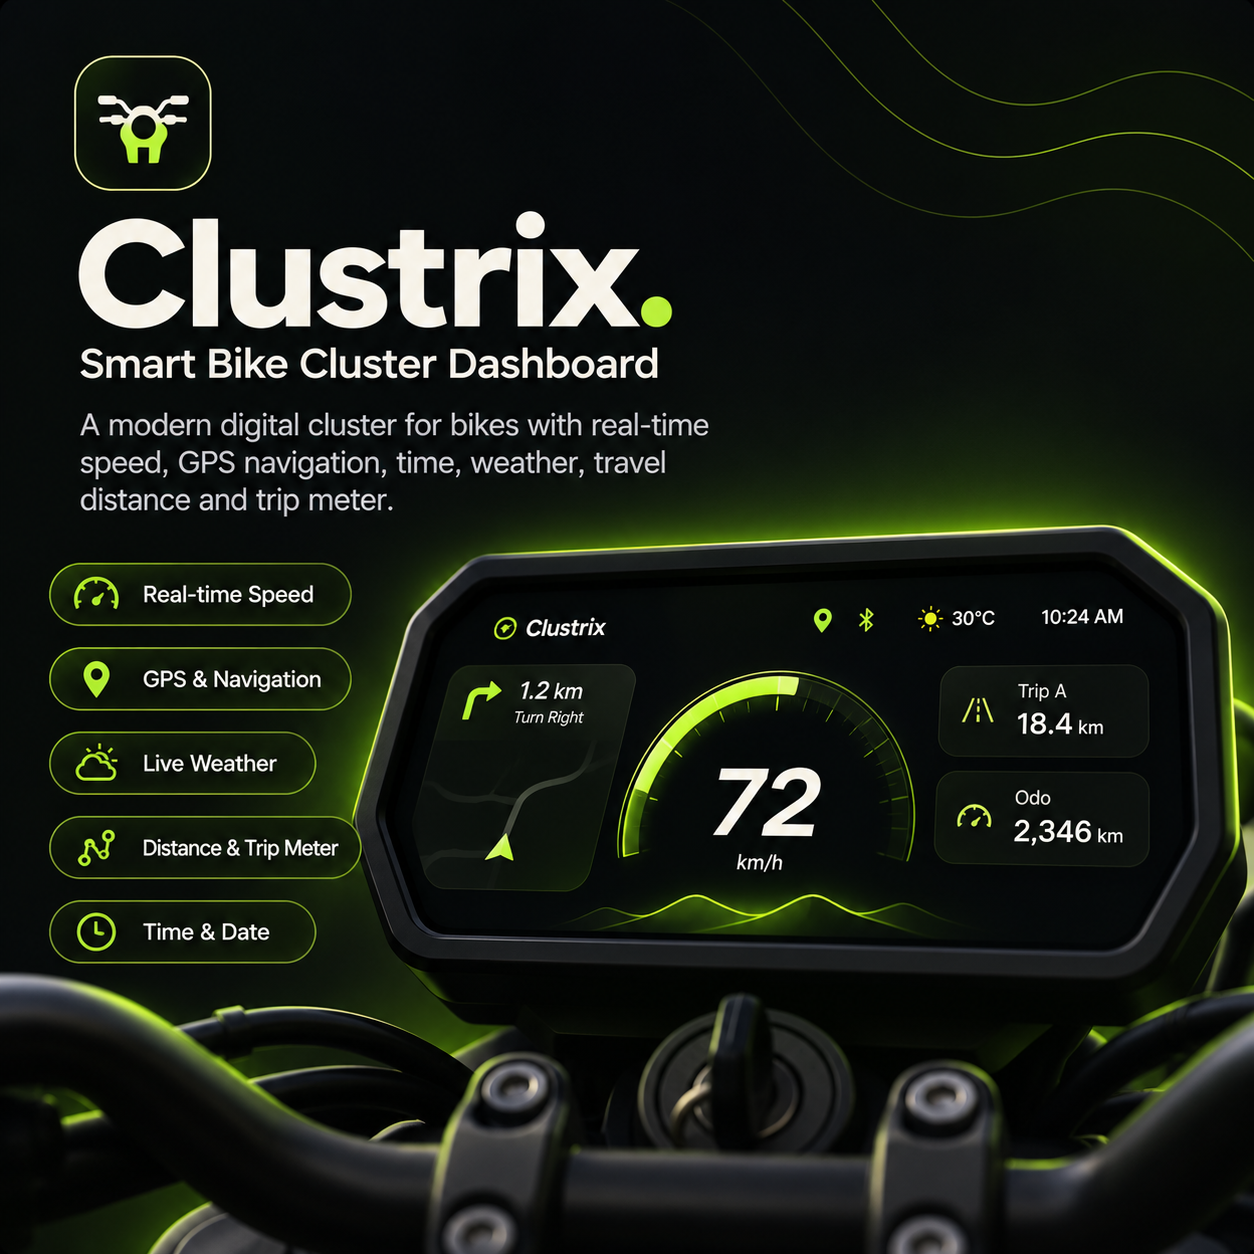 Clustrix.
Smart Bike Cluster Dashboard
A modern digital cluster for bikes with real-time
speed, GPS navigation, time, weather, travel
distance and trip meter.
Real-time Speed
GPS & Navigation
Live Weather
Distance & Trip Meter
Time & Date
Clustrix
30°C
10:24 AM
1.2 km
Turn Right
72
km/h
Trip A
18.4 km
Odo
2,346 km